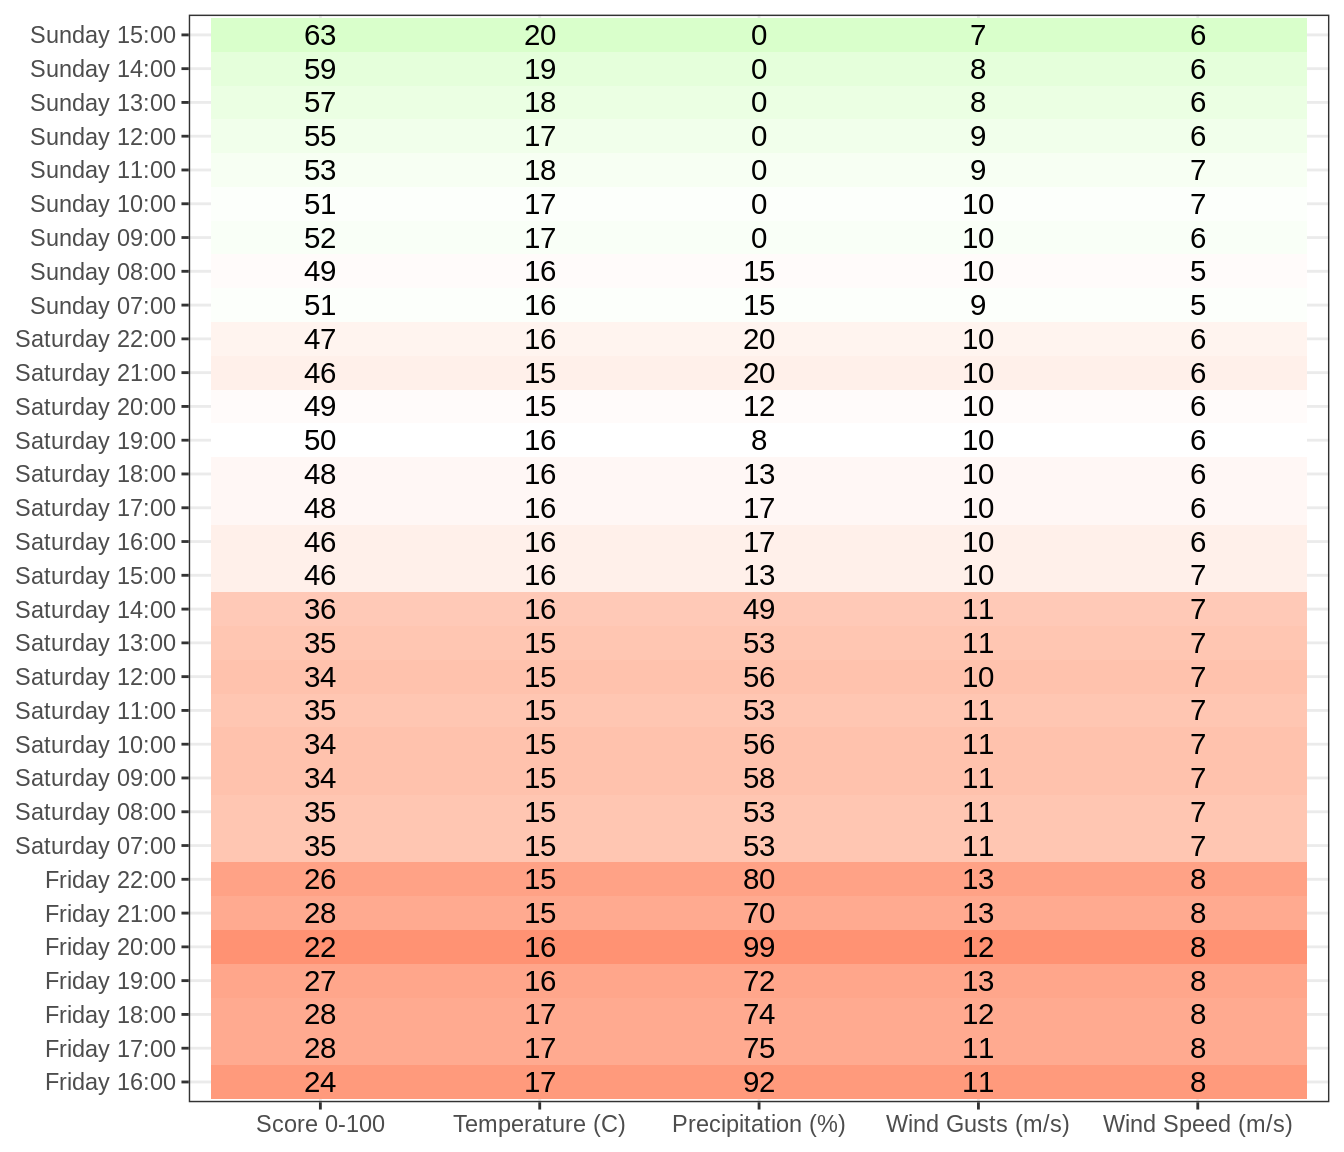 Sunday 15:00 63 20 0 7 6
Sunday 14:00 59 19 0 8 6
Sunday 13:00 57 18 0 8 6
Sunday 12:00 55 17 0 9 6
Sunday 11:00 53 18 0 9 7
Sunday 10:00 51 17 0 10 7
Sunday 09:00 52 17 0 10 6
Sunday 08:00 49 16 15 10 5
Sunday 07:00 51 16 15 9 5
Saturday 22:00 47 16 20 10 6
Saturday 21:00 46 15 20 10 6
Saturday 20:00 49 15 12 10 6
Saturday 19:00 50 16 8 10 6
Saturday 18:00 48 16 13 10 6
Saturday 17:00 48 16 17 10 6
Saturday 16:00 46 16 17 10 6
Saturday 15:00 46 16 13 10 7
Saturday 14:00 36 16 49 11 7
Saturday 13:00 35 15 53 11 7
Saturday 12:00 34 15 56 10 7
Saturday 11:00 35 15 53 11 7
Saturday 10:00 34 15 56 11 7
Saturday 09:00 34 15 58 11 7
Saturday 08:00 35 15 53 11 7
Saturday 07:00 35 15 53 11 7
Friday 22:00 26 15 80 13 8
Friday 21:00 28 15 70 13 8
Friday 20:00 22 16 99 12 8
Friday 19:00 27 16 72 13 8
Friday 18:00 28 17 74 12 8
Friday 17:00 28 17 75 11 8
Friday 16:00 24 17 92 11 8
Score 0-100 Temperature (C) Precipitation (%) Wind Gusts (m/s) Wind Speed (m/s)